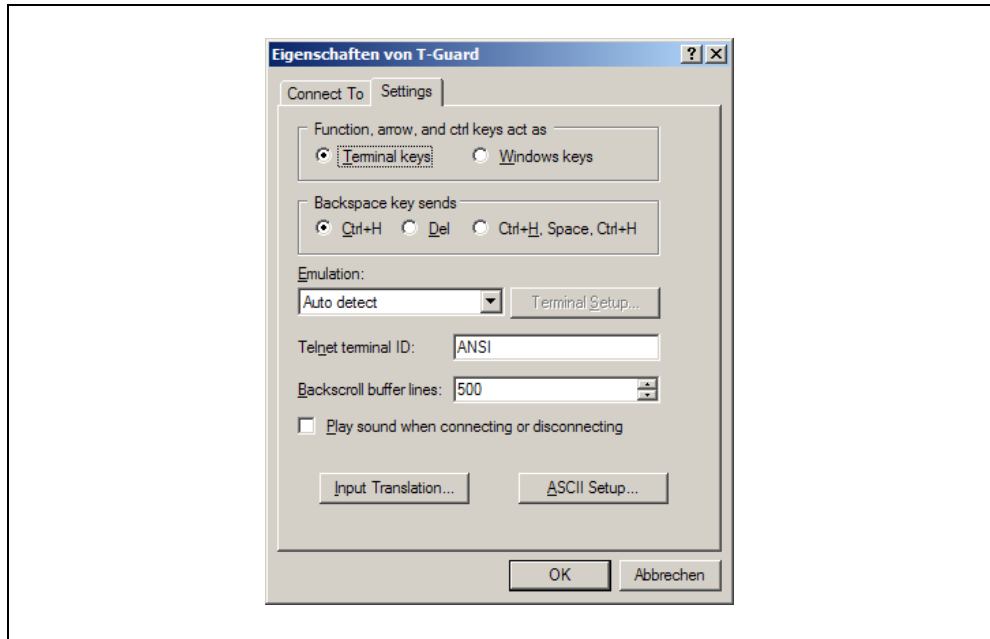 Eigenschaften von T-Guard
Connect To Settings
Function, arrow, and ctrl keys act as
Terminal keys Windows keys
Backspace key sends
Ctrl+H Del Ctrl+H, Space, Ctrl+H
Emulation:
Auto detect Terminal Setup...
Telnet terminal ID: ANSI
Backscroll buffer lines: 500
Play sound when connecting or disconnecting
Input Translation... ASCII Setup...
OK Abbrechen